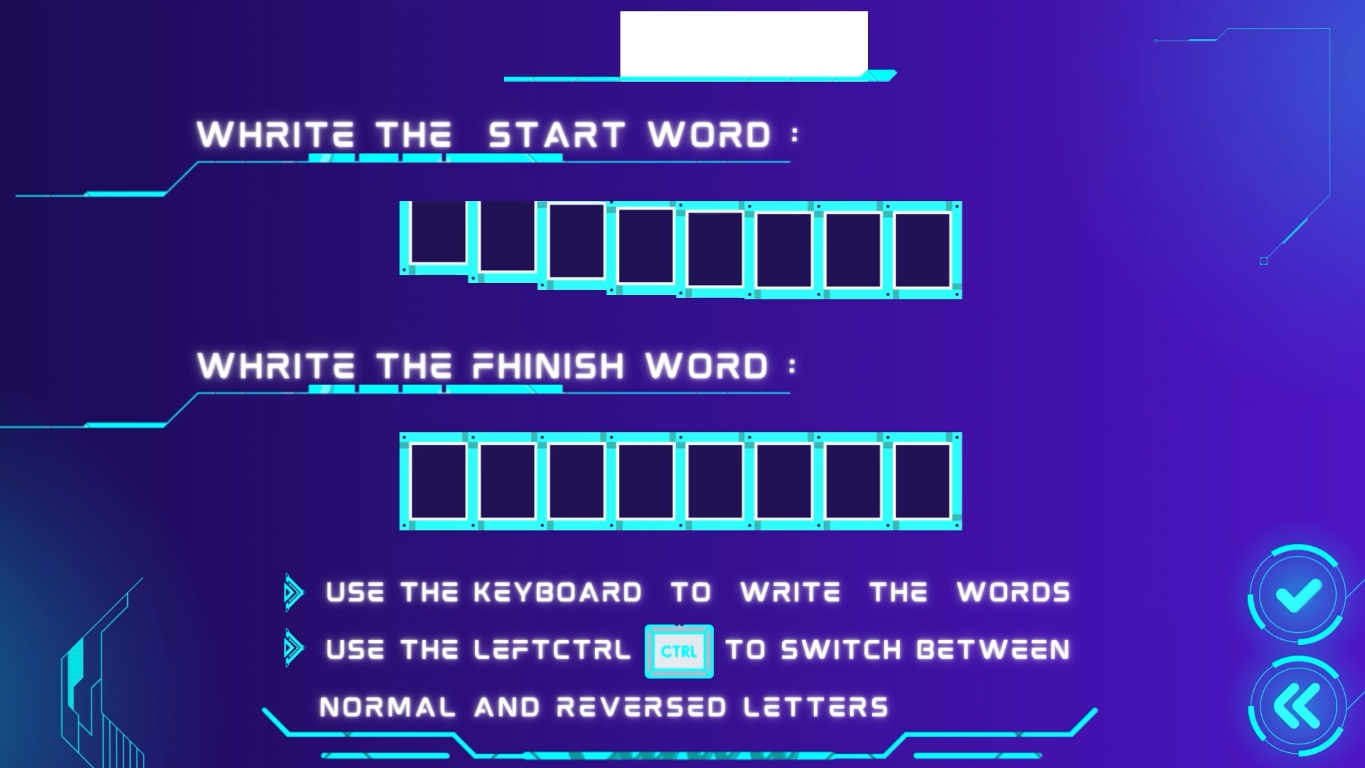 WHRITE THE START WORD :
WHRITE THE FHINISH WORD :
USE THE KEYBOARD TO WRITE THE WORDS
USE THE LEFTCTRL CTRL TO SWITCH BETWEEN
NORMAL AND REVERSED LETTERS